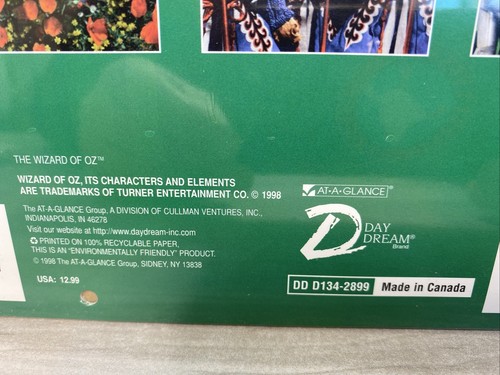 THE WIZARD OF OZ™
WIZARD OF OZ, ITS CHARACTERS AND ELEMENTS
ARE TRADEMARKS OF TURNER ENTERTAINMENT CO. © 1998
The AT-A-GLANCE Group, A DIVISION OF CULLMAN VENTURES, INC.,
INDIANAPOLIS, IN 46278
Visit our website at http://www.daydream-inc.com
PRINTED ON 100% RECYCLABLE PAPER,
THIS IS AN "ENVIRONMENTALLY FRIENDLY" PRODUCT.
© 1998 The AT-A-GLANCE Group, SIDNEY, NY 13838
USA: 12.99
AT-A-GLANCE®
D DAY
DREAM®
Brand
DD D134-2899 Made in Canada